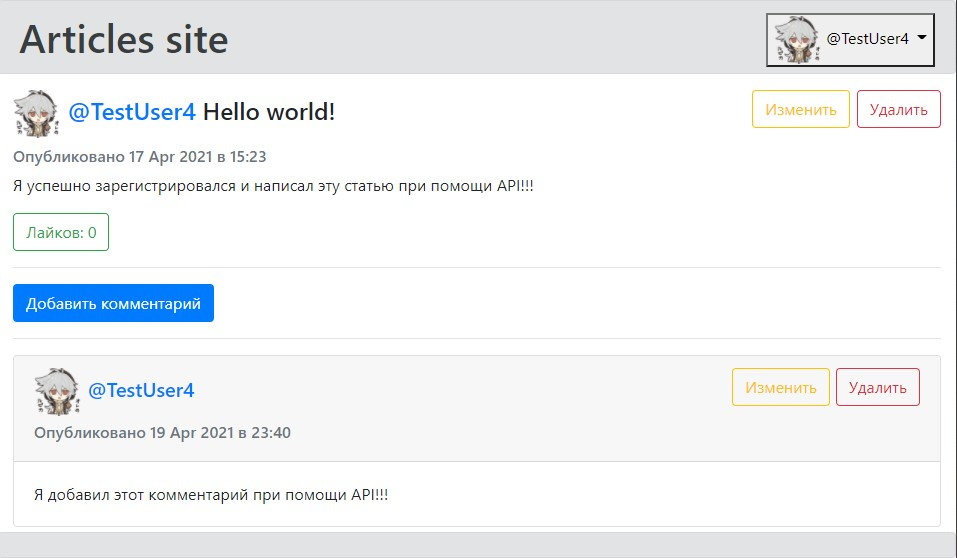 Articles site
@TestUser4
@TestUser4 Hello world!
Изменить
Удалить
Опубликовано 17 Apr 2021 в 15:23
Я успешно зарегистрировался и написал эту статью при помощи API!!!
Лайков: 0
Добавить комментарий
@TestUser4
Изменить
Удалить
Опубликовано 19 Apr 2021 в 23:40
Я добавил этот комментарий при помощи API!!!